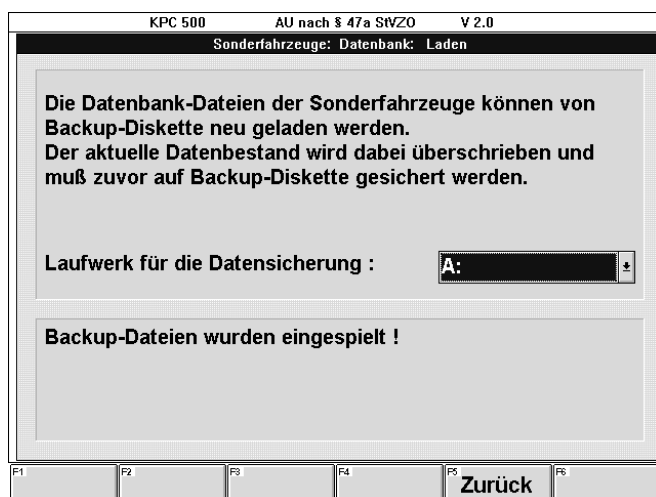 KPC 500 AU nach § 47a StVZO V 2.0
Sonderfahrzeuge: Datenbank: Laden
Die Datenbank-Dateien der Sonderfahrzeuge können von
Backup-Diskette neu geladen werden.
Der aktuelle Datenbestand wird dabei überschrieben und
muß zuvor auf Backup-Diskette gesichert werden.
Laufwerk für die Datensicherung : A:
Backup-Dateien wurden eingespielt !
F1 F2 F3 F4 F5 Zurück F6